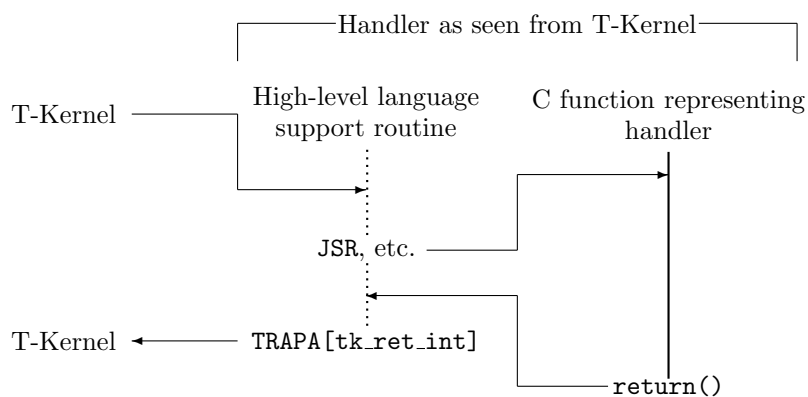 Handler as seen from T-Kernel
High-level language
support routine
C function representing
handler
T-Kernel
JSR, etc.
T-Kernel
TRAPA[tk_ret_int]
return()